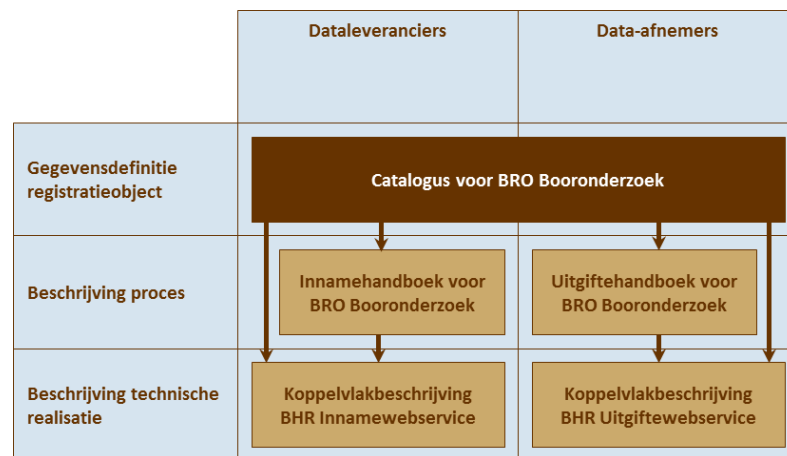 Dataleveranciers
Data-afnemers
Gegevensdefinitie
registratieobject
Catalogus voor BRO Booronderzoek
Beschrijving proces
Innamehandboek voor
BRO Booronderzoek
Uitgiftehandboek voor
BRO Booronderzoek
Beschrijving technische
realisatie
Koppelvlakbeschrijving
BHR Innamewebservice
Koppelvlakbeschrijving
BHR Uitgiftewebservice